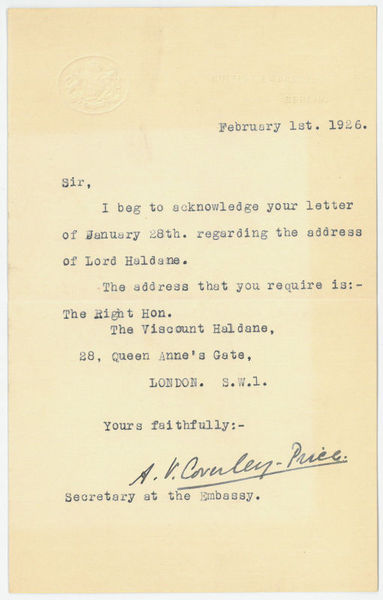 February 1st. 1926.
Sir,
I beg to acknowledge your letter
of January 28th. regarding the address
of Lord Haldane.
The address that you require is:-
The Right Hon.
The Viscount Haldane,
28, Queen Anne's Gate,
LONDON. S.W.1.
Yours faithfully:-
A. V. Coverley-Price.
Secretary at the Embassy.